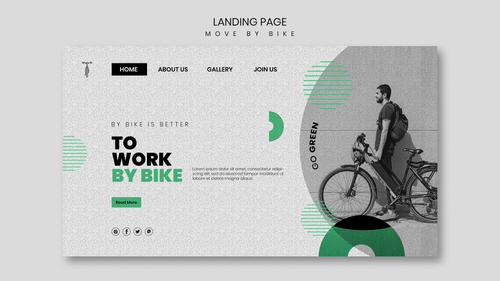 LANDING PAGE
MOVE BY BIKE
HOME
ABOUT US
GALLERY
JOIN US
BY BIKE IS BETTER
TO
WORK
BY BIKE
Lorem ipsum dolor sit amet, consectetur adipi-
scing elit, sed do eiusmod tempor incididunt ut
labore et dolore magna aliqua.
Read More
GO GREEN